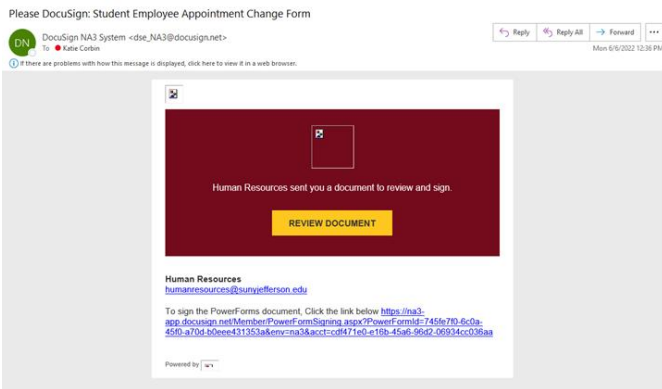 Please DocuSign: Student Employee Appointment Change Form
DN
DocuSign NA3 System <dse_NA3@docusign.net>
To Katie Corbin
Reply
Reply All
Forward
Mon 6/6/2022 12:36 PM
If there are problems with how this message is displayed, click here to view it in a web browser.
Human Resources sent you a document to review and sign.
REVIEW DOCUMENT
Human Resources
humanresources@sunyjefferson.edu
To sign the PowerForms document, Click the link below https://na3-
app.docusign.net/Member/PowerFormSigning.aspx?PowerFormId=745fe7f0-6c0a-
45f0-a70d-b0eee431353a&env=na3&acct=cdf471e0-e16b-45a6-96d2-06934cc036aa
Powered by